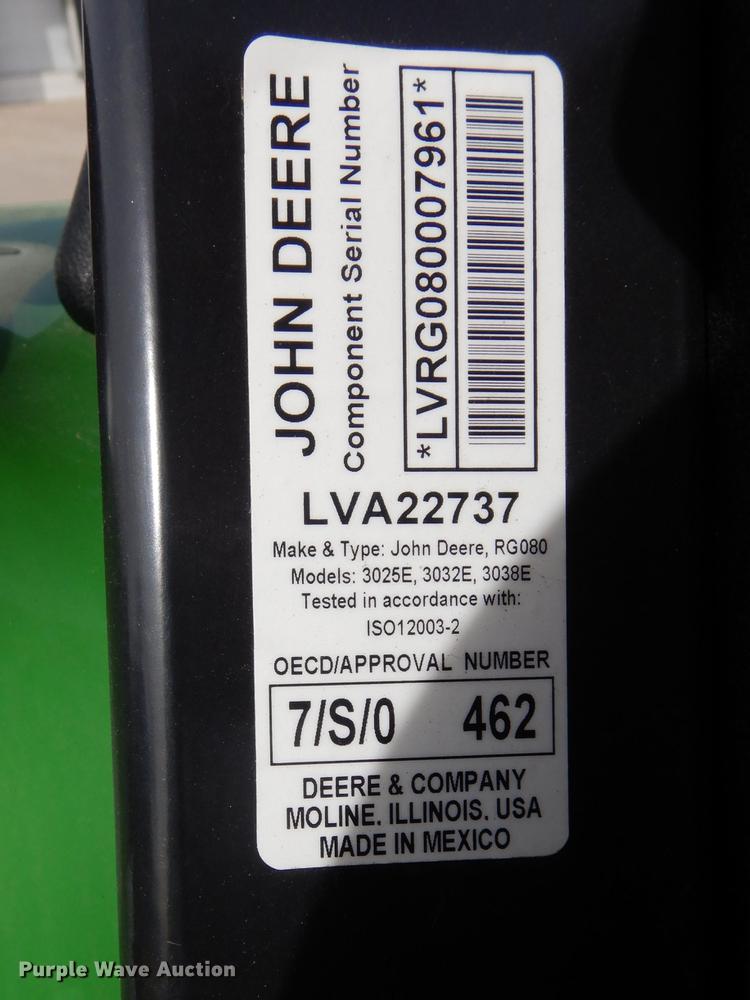 JOHN DEERE
Component Serial Number
*LVRG080007961*
LVA22737
Make & Type: John Deere, RG080
Models: 3025E, 3032E, 3038E
Tested in accordance with:
ISO12003-2
OECD/APPROVAL NUMBER
7/S/0 462
DEERE & COMPANY
MOLINE, ILLINOIS, USA
MADE IN MEXICO
Purple Wave Auction